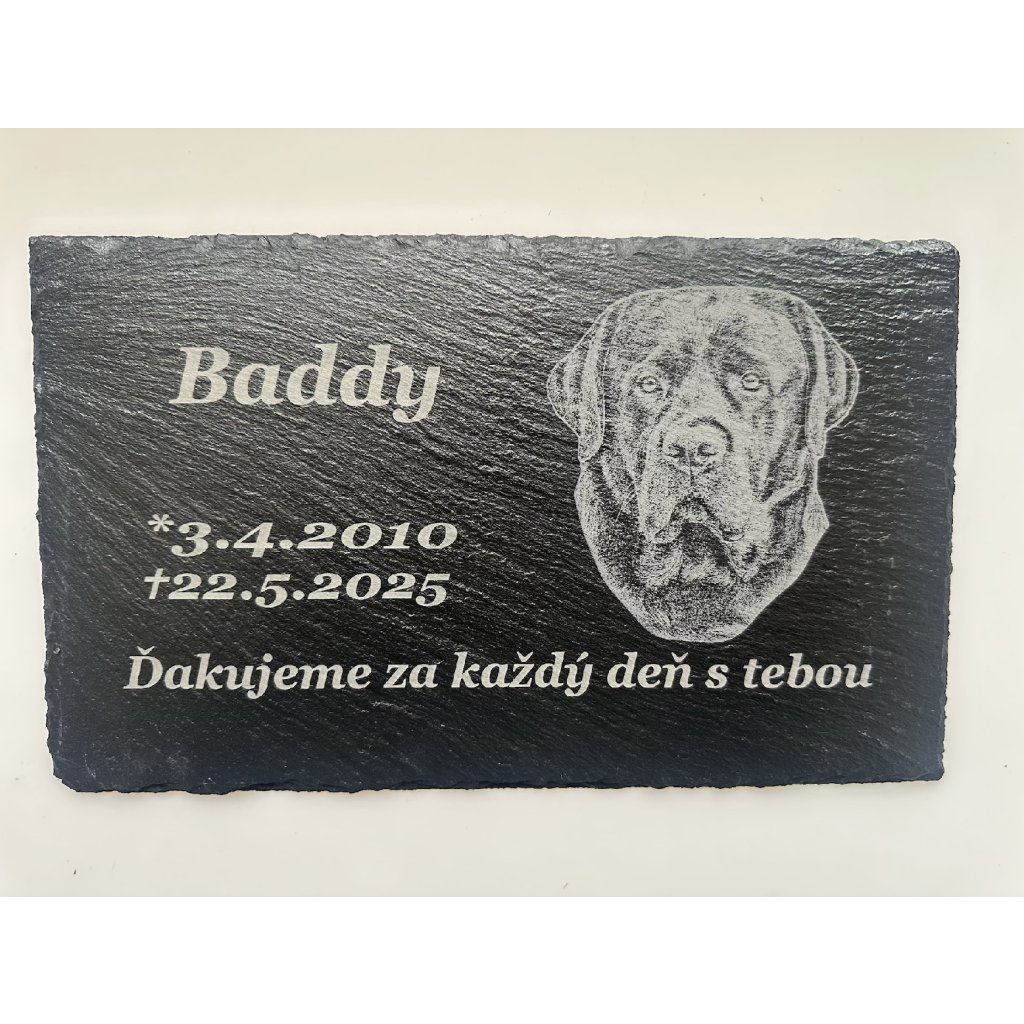 Baddy
*3.4.2010
†22.5.2025
Ďakujeme za každý deň s tebou